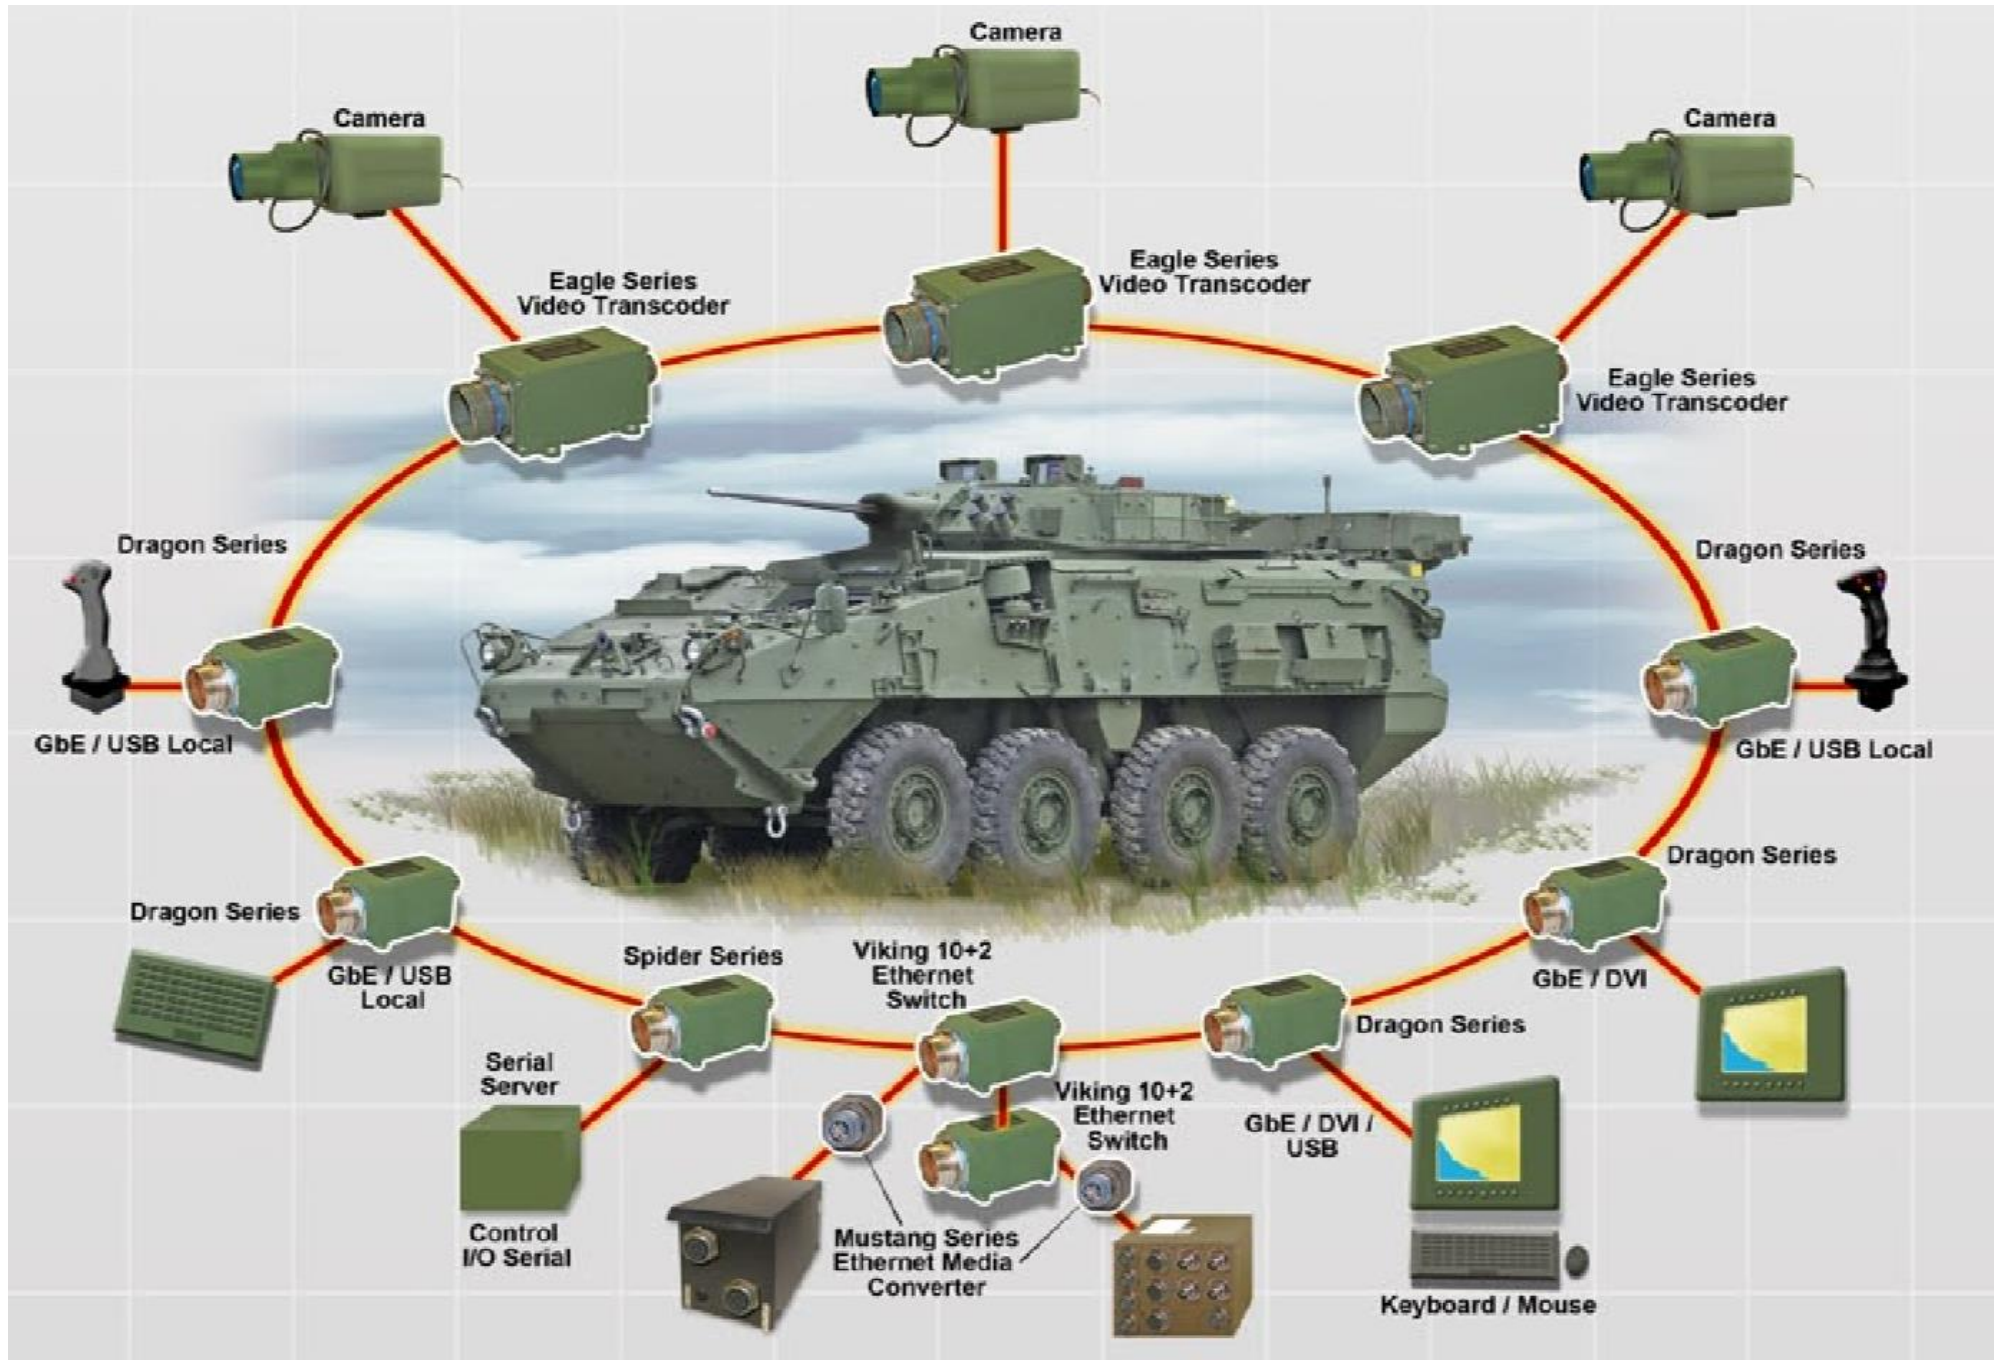 Camera
Camera
Camera
Eagle Series
Video Transcoder
Eagle Series
Video Transcoder
Eagle Series
Video Transcoder
Dragon Series
Dragon Series
GbE / USB Local
GbE / USB Local
Dragon Series
Dragon Series
GbE / USB
Local
Spider Series
Viking 10+2
Ethernet
Switch
GbE / DVI
Dragon Series
Serial
Server
Viking 10+2
Ethernet
Switch
GbE / DVI /
USB
Control
I/O Serial
Mustang Series
Ethernet Media
Converter
Keyboard / Mouse